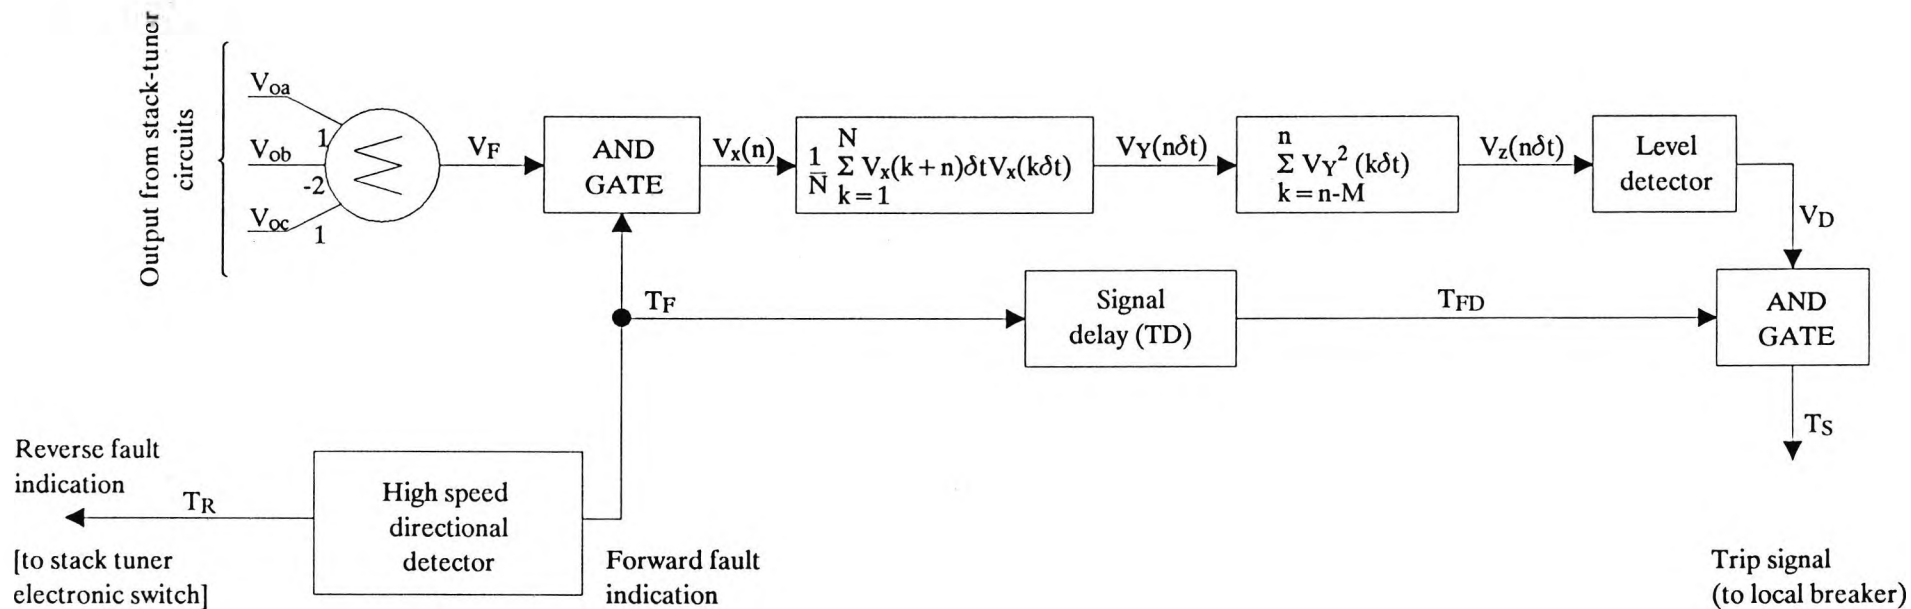 Output from stack-tuner
circuits
Voa
Vob
Voc
1
-2
1
Σ
VF
AND
GATE
Vx(n)
N
1/N Σ Vx(k+n)δtVx(kδt)
k=1
VY(nδt)
n
Σ VY² (kδt)
k=n-M
Vz(nδt)
Level
detector
VD
TF
Signal
delay (TD)
TFD
AND
GATE
TS
Reverse fault
indication
TR
[to stack tuner
electronic switch]
High speed
directional
detector
Forward fault
indication
Trip signal
(to local breaker)